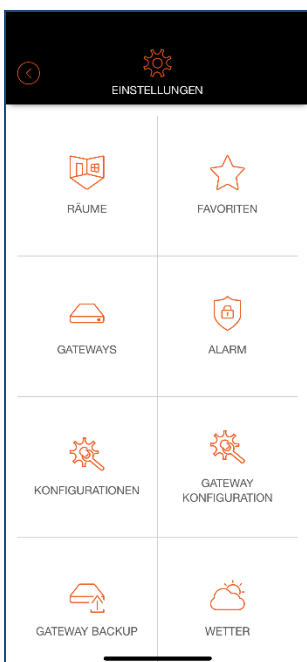 EINSTELLUNGEN
RÄUME
FAVORITEN
GATEWAYS
ALARM
KONFIGURATIONEN
GATEWAY
KONFIGURATION
GATEWAY BACKUP
WETTER